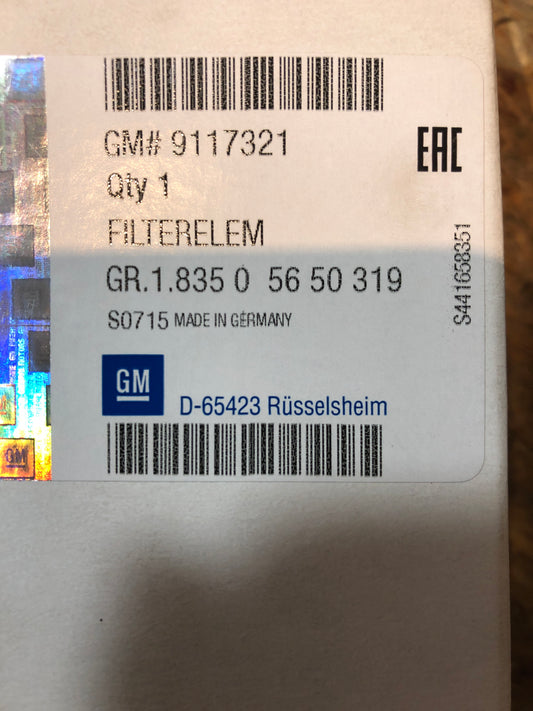 GM# 9117321
EAC
Qty 1
FILTERELEM
GR.1.835 0  56 50 319
S0715 MADE IN GERMANY
S441658351
GM
D-65423 Rüsselsheim
GM